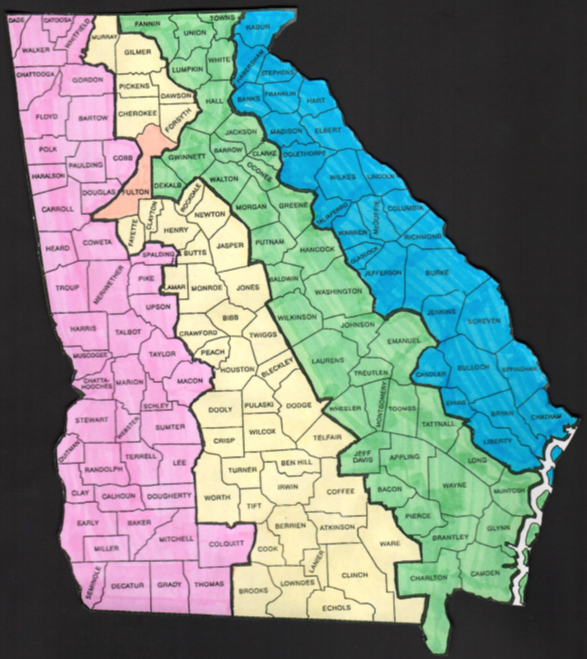 DADE
CATOOSA
WHITFIELD
MURRAY
FANNIN
TOWNS
UNION
RABUN
WALKER
GILMER
WHITE
HABERSHAM
LUMPKIN
STEPHENS
CHATTOOGA
GORDON
PICKENS
DAWSON
BANKS
FRANKLIN
HART
HALL
FLOYD
BARTOW
CHEROKEE
FORSYTH
JACKSON
MADISON
ELBERT
POLK
COBB
GWINNETT
BARROW
CLARKE
OGLETHORPE
PAULDING
OCONEE
HARALSON
DOUGLAS
FULTON
DEKALB
WALTON
WILKES
LINCOLN
ROCKDALE
CARROLL
CLAYTON
FAYETTE
NEWTON
MORGAN
GREENE
TALIAFERRO
MCDUFFIE
COLUMBIA
HENRY
WARREN
RICHMOND
HEARD
COWETA
SPALDING
BUTTS
JASPER
PUTNAM
HANCOCK
GLASCOCK
MERIWETHER
PIKE
LAMAR
MONROE
JONES
BALDWIN
WASHINGTON
JEFFERSON
BURKE
TROUP
UPSON
BIBB
WILKINSON
JOHNSON
JENKINS
SCREVEN
HARRIS
TALBOT
CRAWFORD
TWIGGS
EMANUEL
MUSCOGEE
TAYLOR
PEACH
HOUSTON
BLECKLEY
LAURENS
TREUTLEN
CANDLER
BULLOCH
EFFINGHAM
CHATTA-
HOOCHEE
MARION
MACON
SCHLEY
DOOLY
PULASKI
DODGE
WHEELER
MONTGOMERY
TOOMBS
EVANS
BRYAN
CHATHAM
STEWART
WEBSTER
SUMTER
CRISP
WILCOX
TELFAIR
TATTNALL
LIBERTY
QUITMAN
TERRELL
LEE
RANDOLPH
TURNER
BEN HILL
JEFF
DAVIS
APPLING
LONG
CLAY
CALHOUN
DOUGHERTY
WORTH
IRWIN
COFFEE
BACON
WAYNE
McINTOSH
TIFT
EARLY
BAKER
MITCHELL
COLQUITT
BERRIEN
ATKINSON
PIERCE
GLYNN
MILLER
COOK
LANIER
WARE
BRANTLEY
SEMINOLE
DECATUR
GRADY
THOMAS
BROOKS
LOWNDES
CLINCH
CHARLTON
CAMDEN
ECHOLS